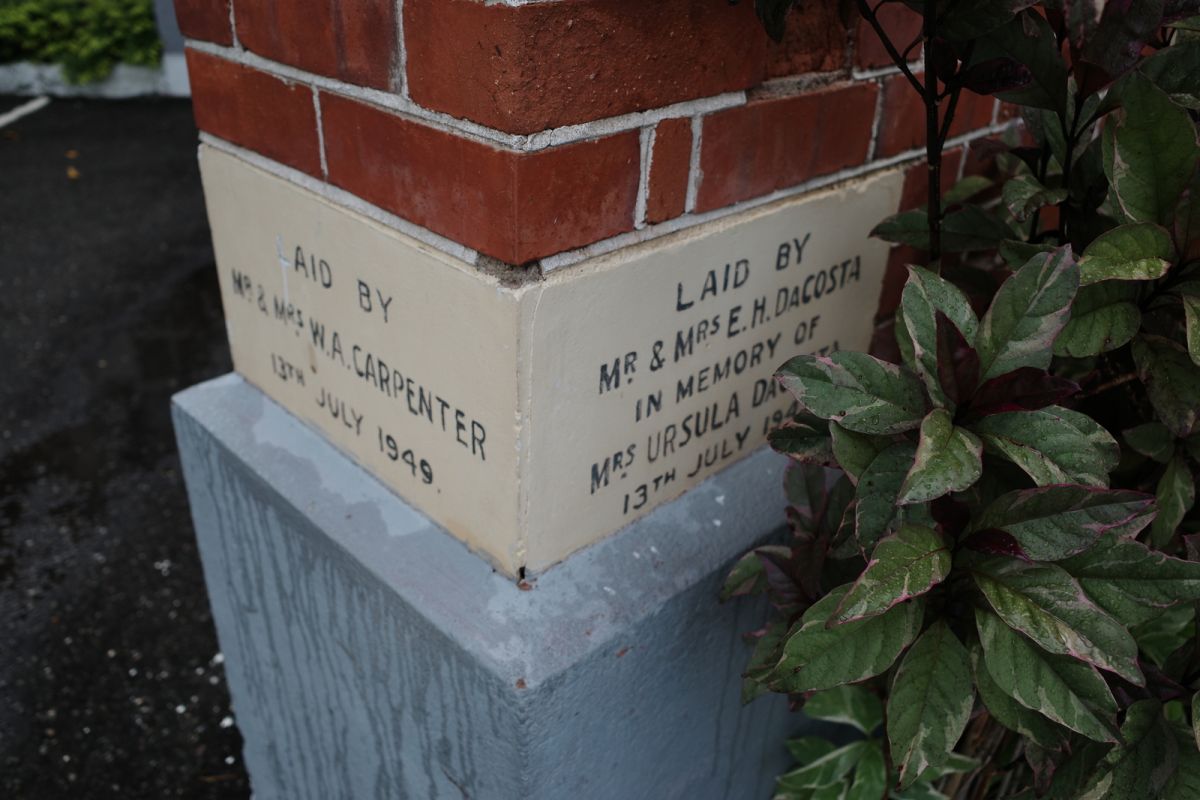 LAID BY
MR & MRS W.A. CARPENTER
13TH JULY 1949.
LAID BY
MR & MRS E. H. DACOSTA
IN MEMORY OF
MRS URSULA
13TH JULY